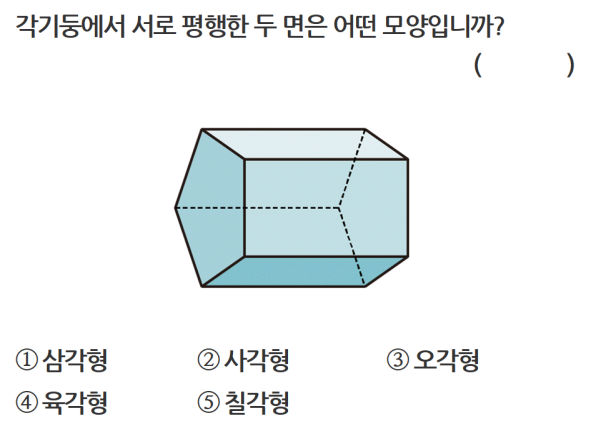 각기둥에서 서로 평행한 두 면은 어떤 모양입니까?
( )
① 삼각형 ② 사각형 ③ 오각형
④ 육각형 ⑤ 칠각형